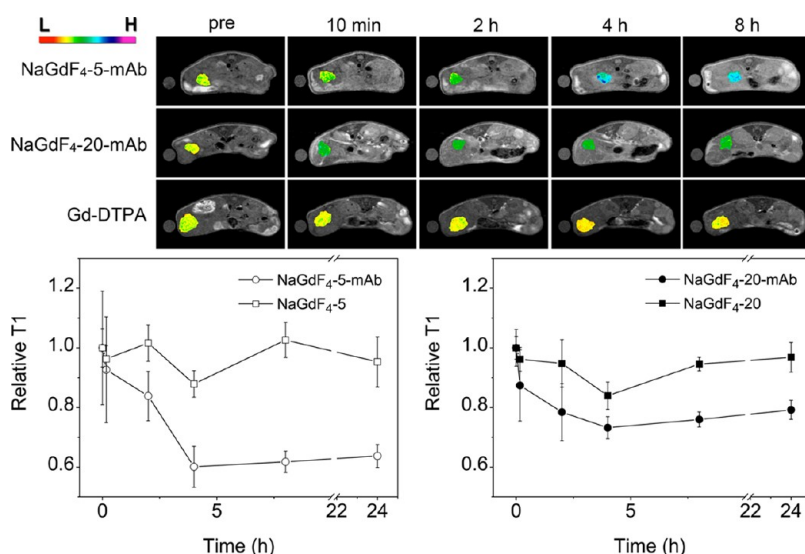 L H pre 10 min 2 h 4 h 8 h
NaGdF₄-5-mAb
NaGdF₄-20-mAb
Gd-DTPA
Relative T1
1.2
1.0
0.8
0.6
NaGdF₄-5-mAb
NaGdF₄-5
0 5 22 24
Time (h)
Relative T1
1.2
1.0
0.8
0.6
NaGdF₄-20-mAb
NaGdF₄-20
0 5 22 24
Time (h)